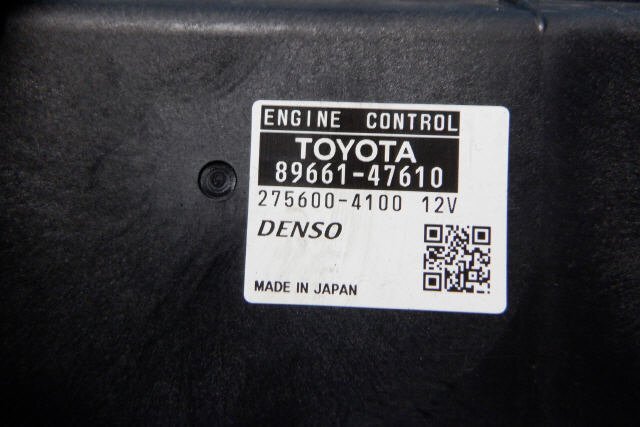 ENGINE CONTROL
TOYOTA
89661-47610
275600-4100 12V
DENSO
MADE IN JAPAN